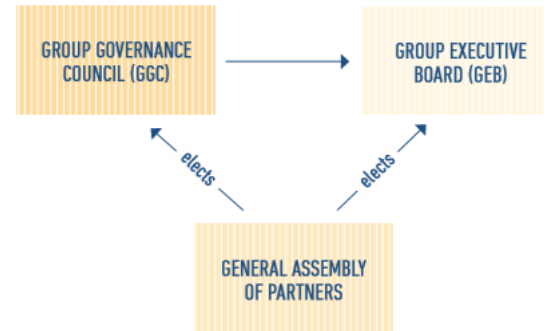 GROUP GOVERNANCE
COUNCIL (GGC)
GROUP EXECUTIVE
BOARD (GEB)
elects
elects
GENERAL ASSEMBLY
OF PARTNERS